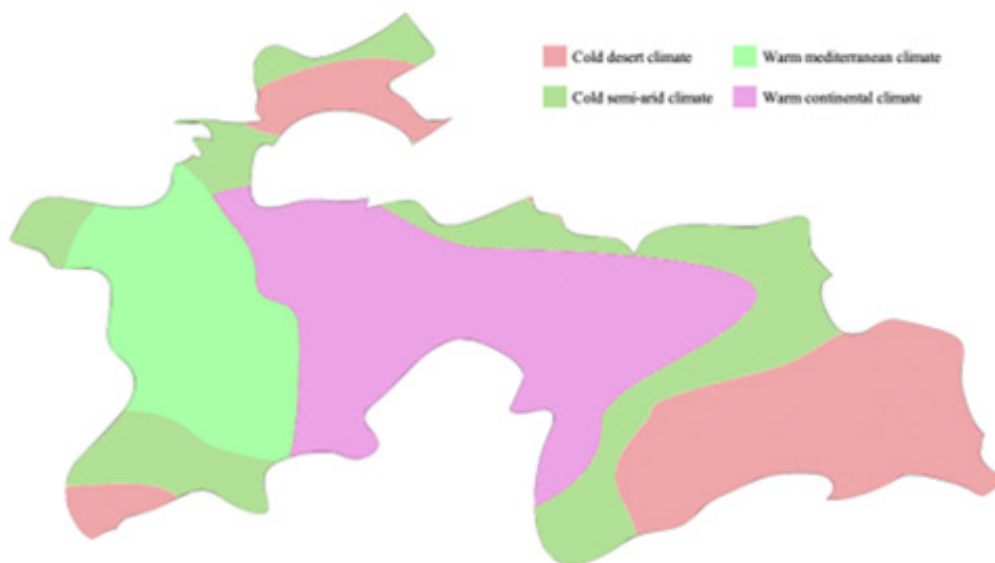 Cold desert climate
Warm mediterranean climate
Cold semi-arid climate
Warm continental climate